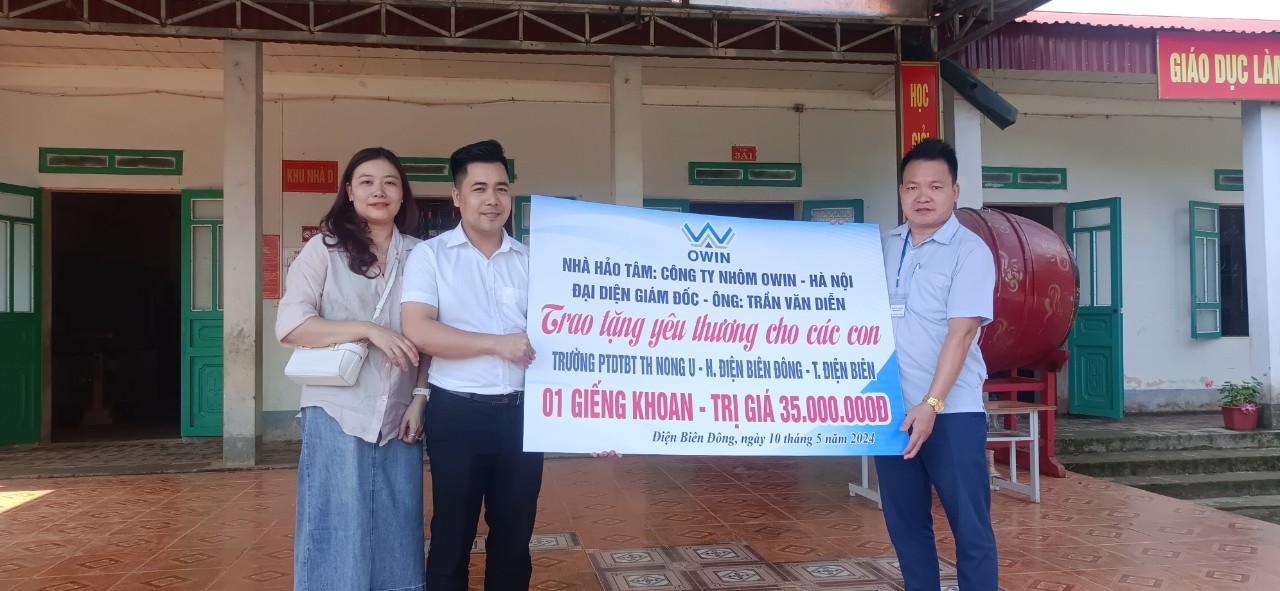 GIÁO DỤC LÀM
HỌC
GIỎI
3A1
KHU NHÀ D
OWIN
NHÀ HẢO TÂM: CÔNG TY NHÔM OWIN - HÀ NỘI
ĐẠI DIỆN GIÁM ĐỐC - ÔNG: TRẦN VĂN DIỄN
Trao tặng yêu thương cho các con
TRƯỜNG PTDTBT TH NONG U - H. ĐIỆN BIÊN ĐÔNG - T. ĐIỆN BIÊN
01 GIẾNG KHOAN - TRỊ GIÁ 35.000.000Đ
Điện Biên Đông, ngày 10 tháng 5 năm 2024